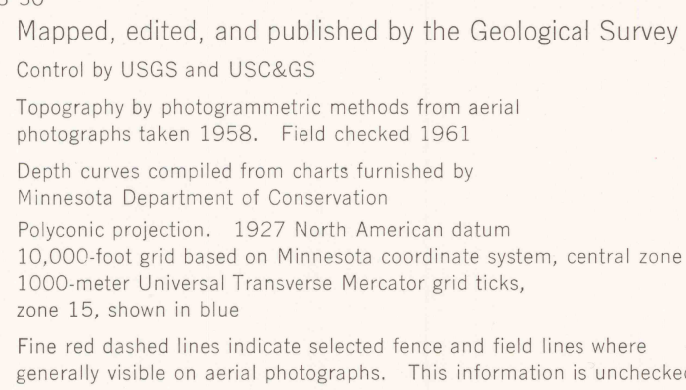 Mapped, edited, and published by the Geological Survey
Control by USGS and USC&GS
Topography by photogrammetric methods from aerial
photographs taken 1958. Field checked 1961
Depth curves compiled from charts furnished by
Minnesota Department of Conservation
Polyconic projection. 1927 North American datum
10,000-foot grid based on Minnesota coordinate system, central zone
1000-meter Universal Transverse Mercator grid ticks,
zone 15, shown in blue
Fine red dashed lines indicate selected fence and field lines where
generally visible on aerial photographs. This information is unchecked